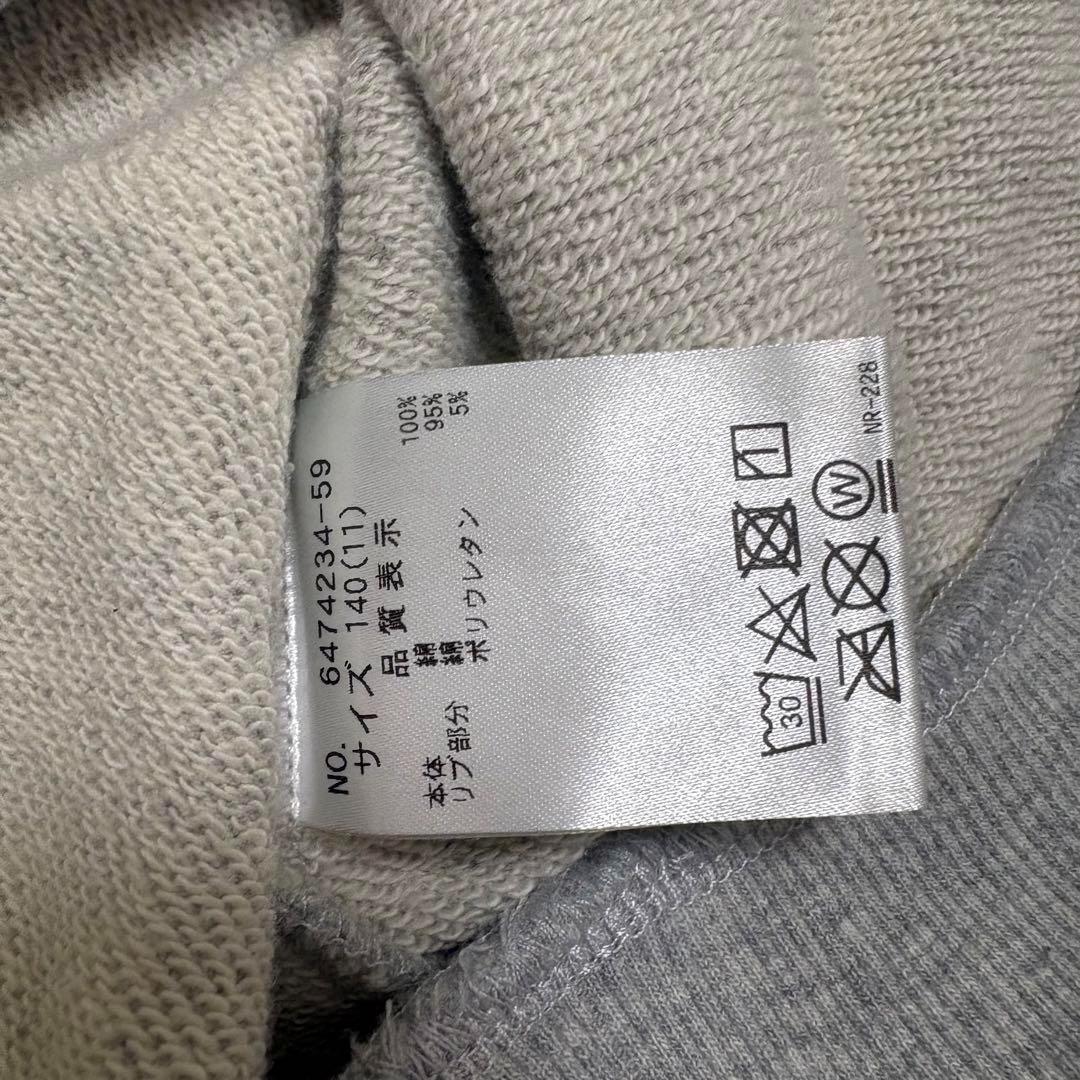 NO. 6474234-59
サイズ 140(11)
品質表示
本体 綿 100%
リブ部分 綿 95%
ポリウレタン 5%
30
W
NR-228